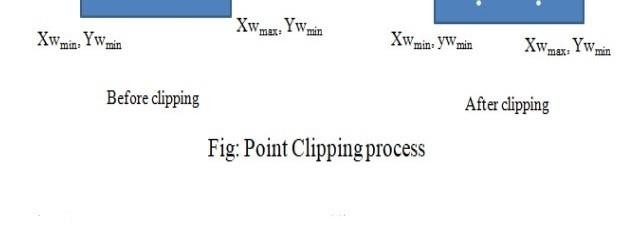 Xwmin, Ywmin
Xwmax, Ywmin
Xwmin, ywmin
Xwmax, Ywmin
Before clipping
After clipping
Fig: Point Clipping process